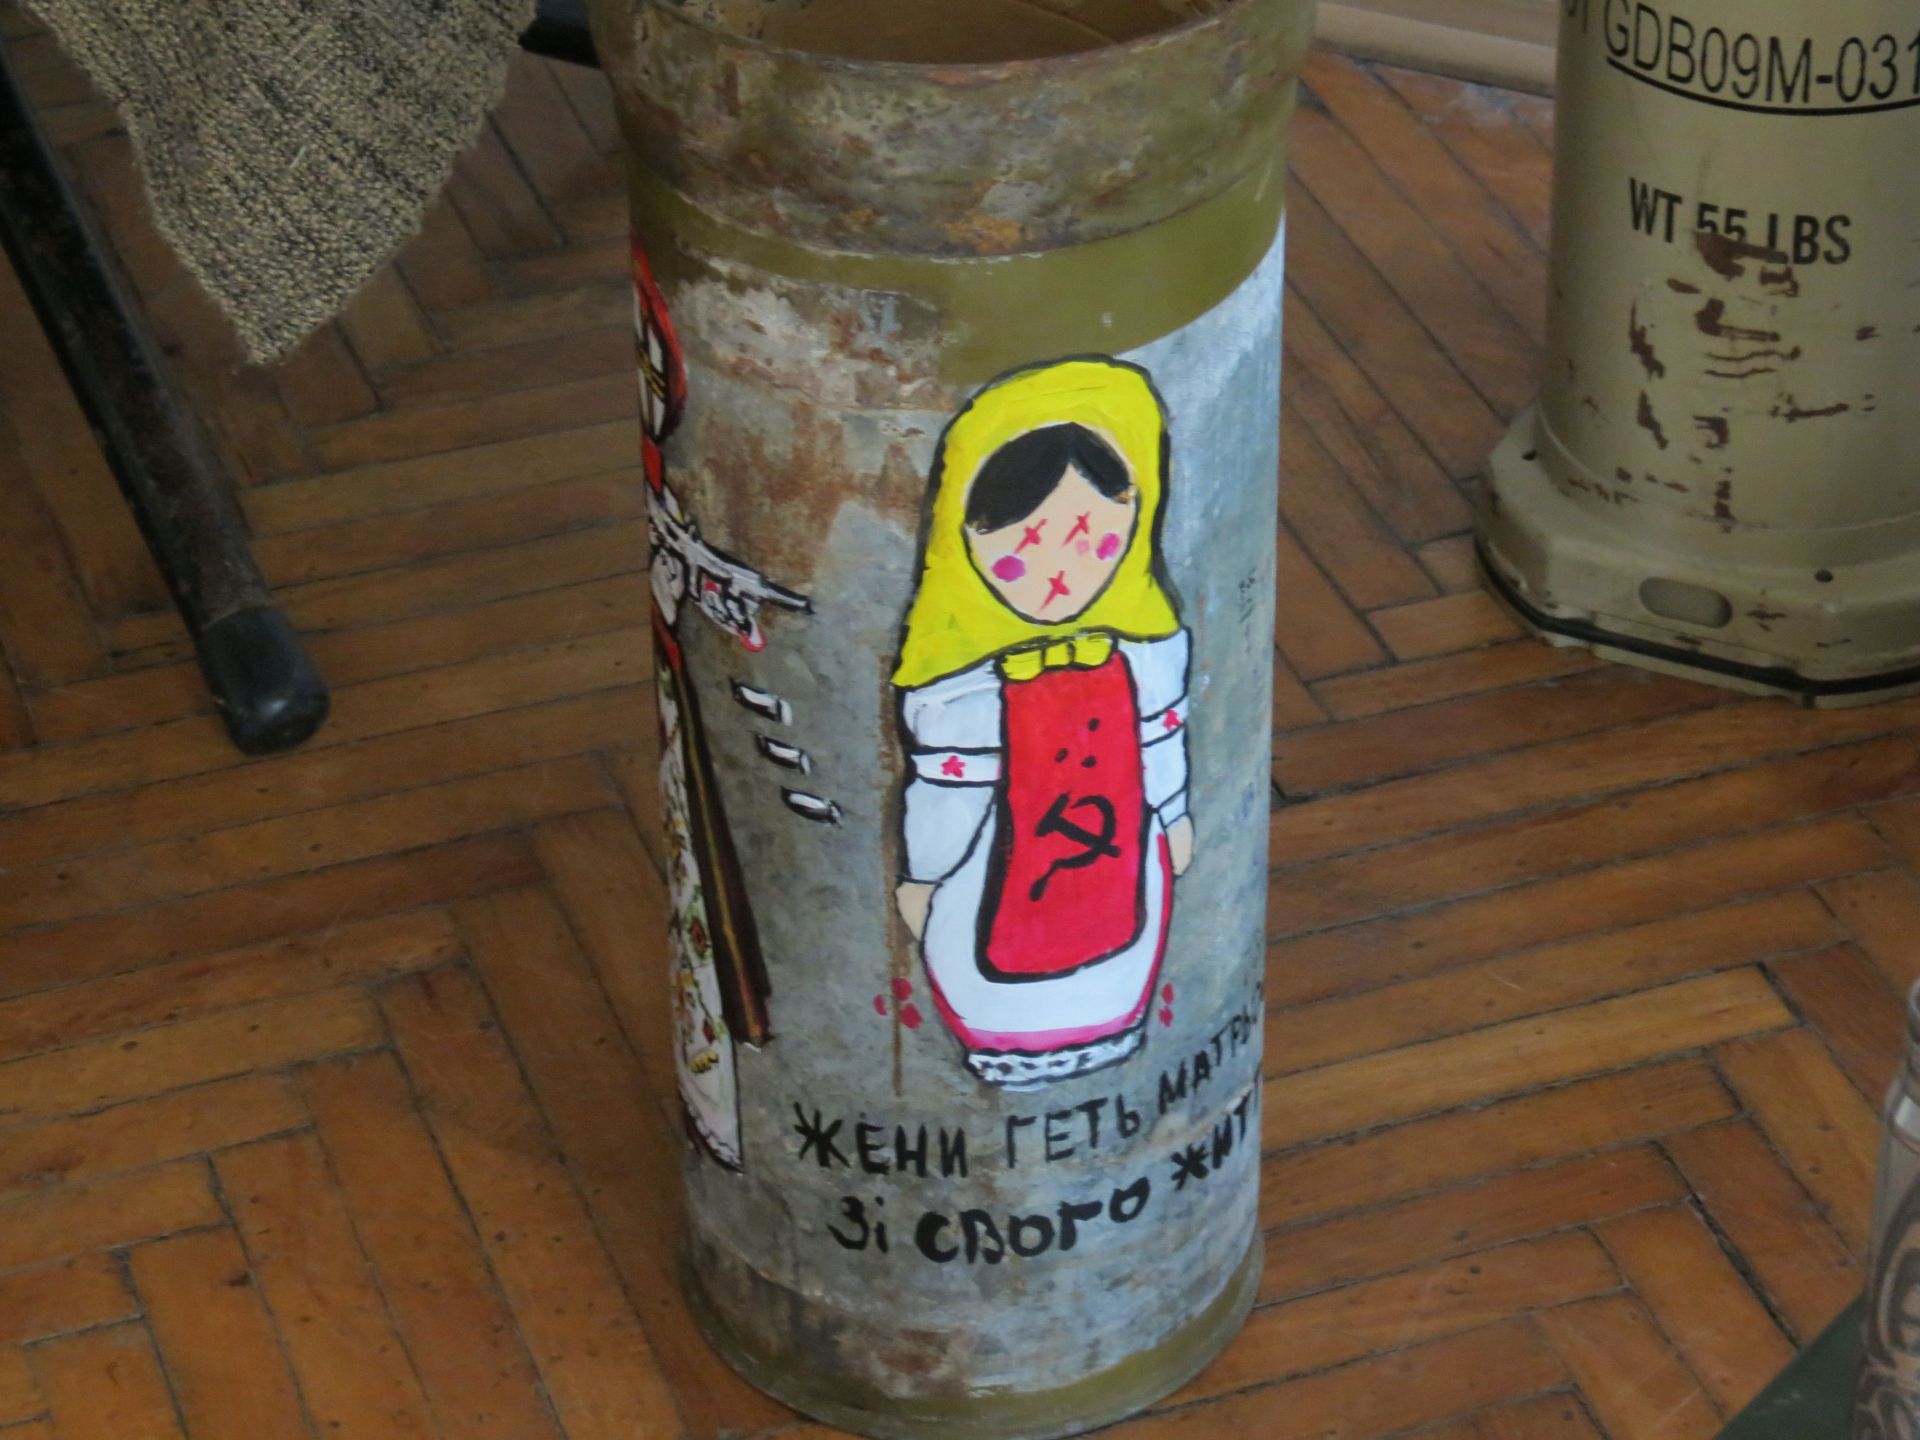 GDB09M-031
WT 55 LBS
ЖЕНИ ГЕТЬ
Зі СВОГО